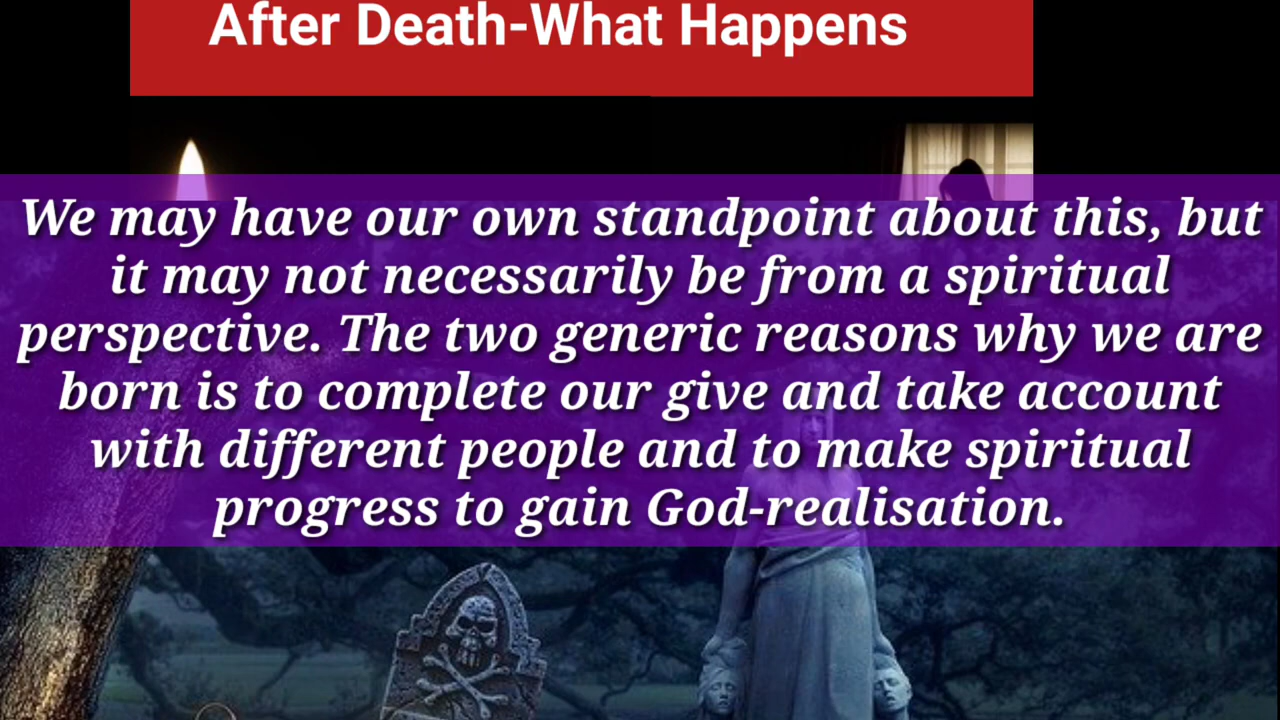 After Death-What Happens
We may have our own standpoint about this, but
it may not necessarily be from a spiritual
perspective. The two generic reasons why we are
born is to complete our give and take account
with different people and to make spiritual
progress to gain God-realisation.